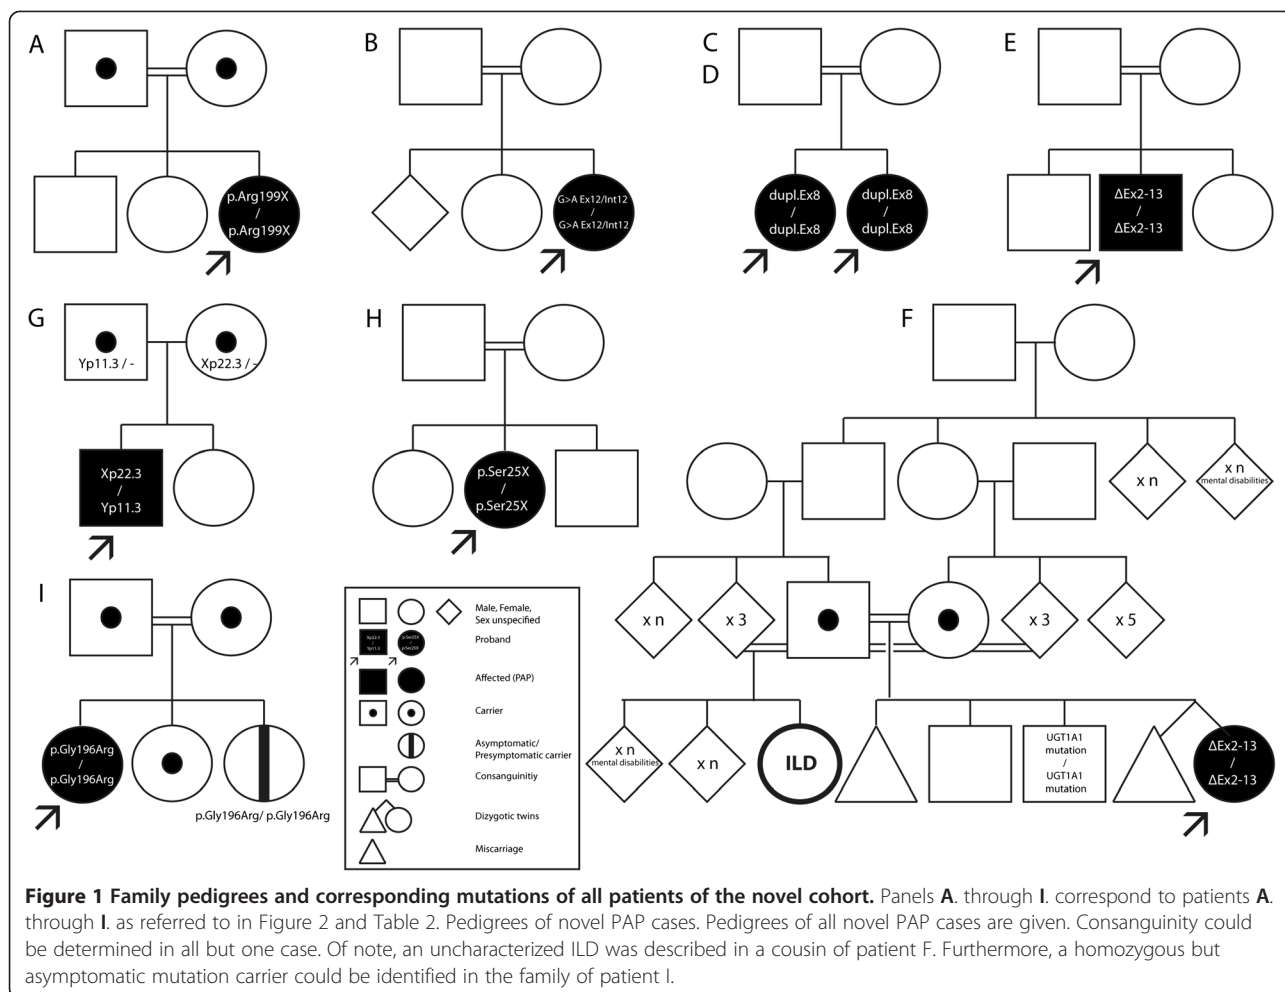 A
B
C
D
E
p.Arg199X
/
p.Arg199X
G>A Ex12/Int12
/
G>A Ex12/Int12
dupl.Ex8
/
dupl.Ex8
dupl.Ex8
/
dupl.Ex8
ΔEx2-13
/
ΔEx2-13
G
Yp11.3 / -
Xp22.3 / -
Xp22.3
/
Yp11.3
H
p.Ser25X
/
p.Ser25X
F
x n
x n
mental disabilities
x n
x 3
x 3
x 5
x n
mental disabilities
x n
ILD
UGT1A1
mutation
/
UGT1A1
mutation
ΔEx2-13
/
ΔEx2-13
I
p.Gly196Arg
/
p.Gly196Arg
p.Gly196Arg/ p.Gly196Arg
Male, Female,
Sex unspecified
Xp22.3
/
Yp11.3
p.Ser25X
/
p.Ser25X
Proband
Affected (PAP)
Carrier
Asymptomatic/
Presymptomatic carrier
Consanguinitiy
Dizygotic twins
Miscarriage
Figure 1 Family pedigrees and corresponding mutations of all patients of the novel cohort. Panels A. through I. correspond to patients A.
through I. as referred to in Figure 2 and Table 2. Pedigrees of novel PAP cases. Pedigrees of all novel PAP cases are given. Consanguinity could
be determined in all but one case. Of note, an uncharacterized ILD was described in a cousin of patient F. Furthermore, a homozygous but
asymptomatic mutation carrier could be identified in the family of patient I.